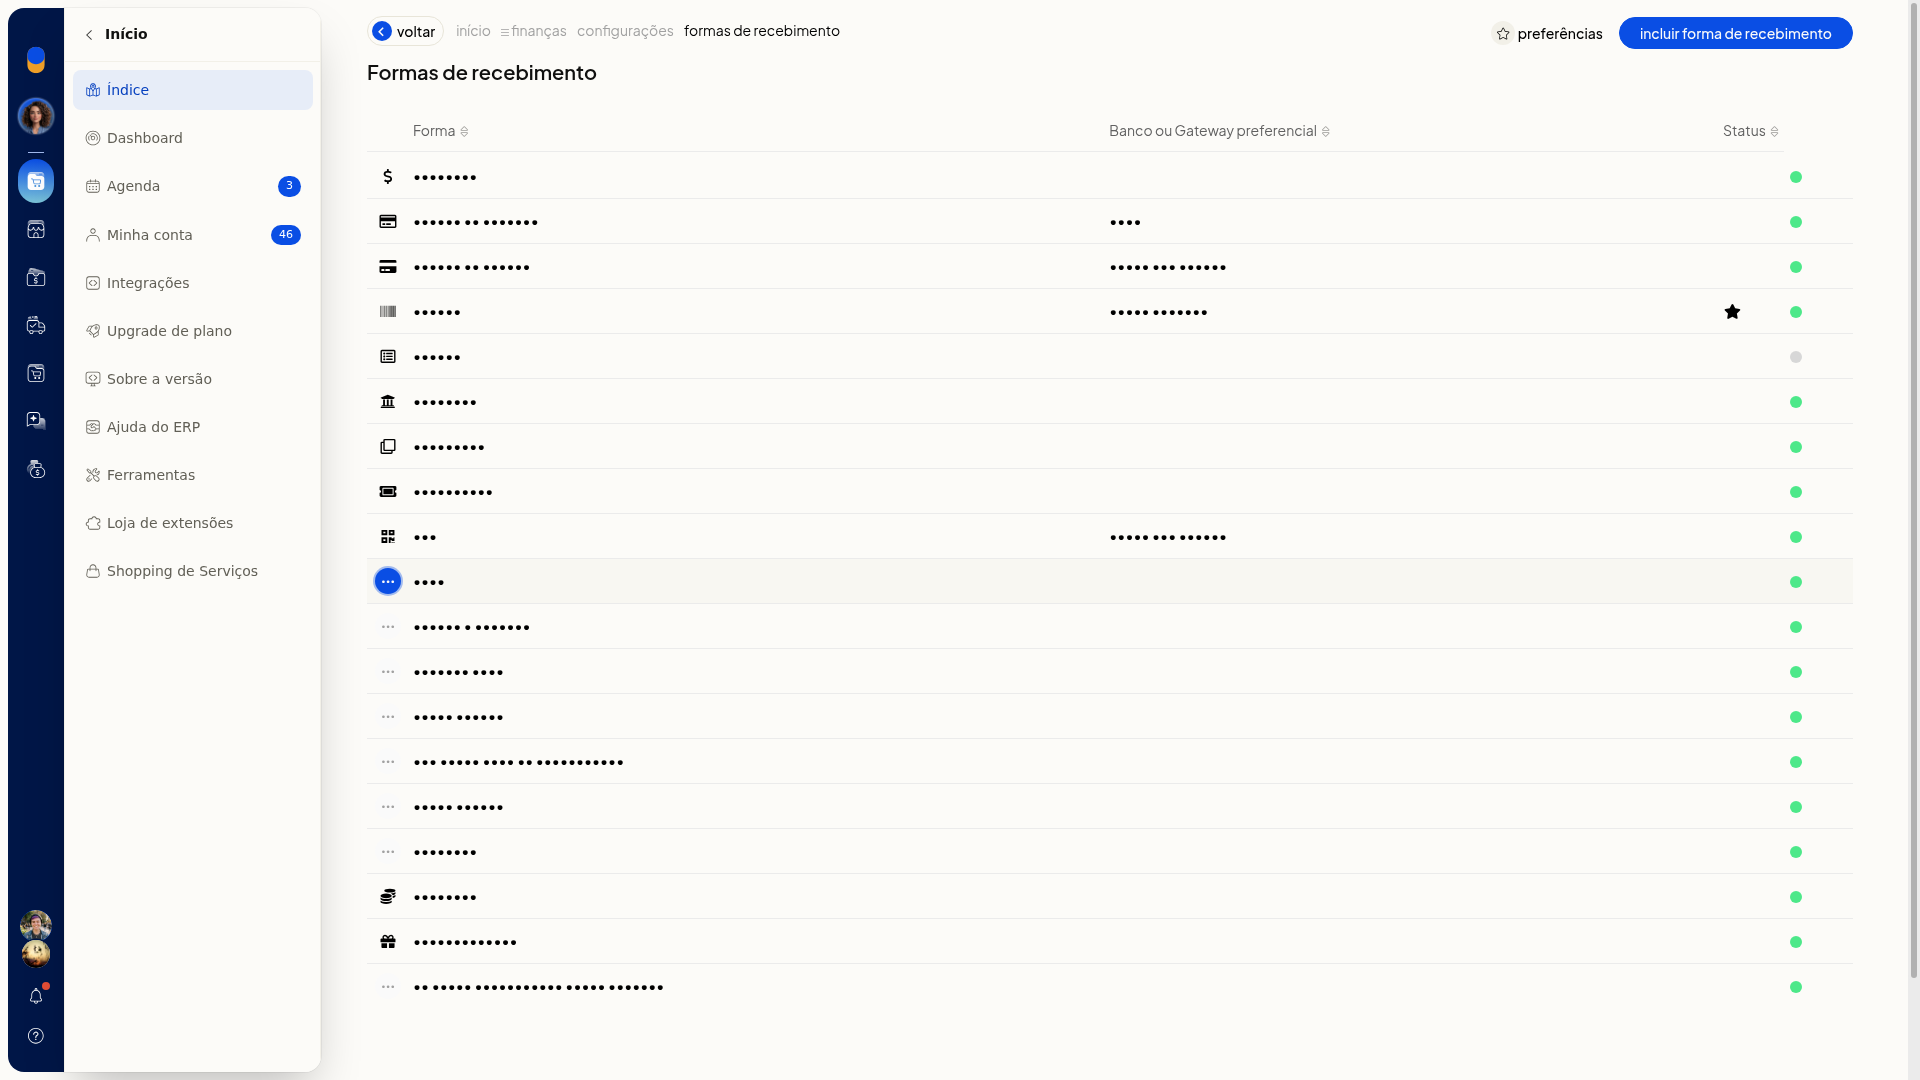 Início
Índice
Dashboard
Agenda 3
Minha conta 46
Integrações
Upgrade de plano
Sobre a versão
Ajuda do ERP
Ferramentas
Loja de extensões
Shopping de Serviços
voltar início finanças configurações formas de recebimento
preferências incluir forma de recebimento
Formas de recebimento
Forma Banco ou Gateway preferencial Status